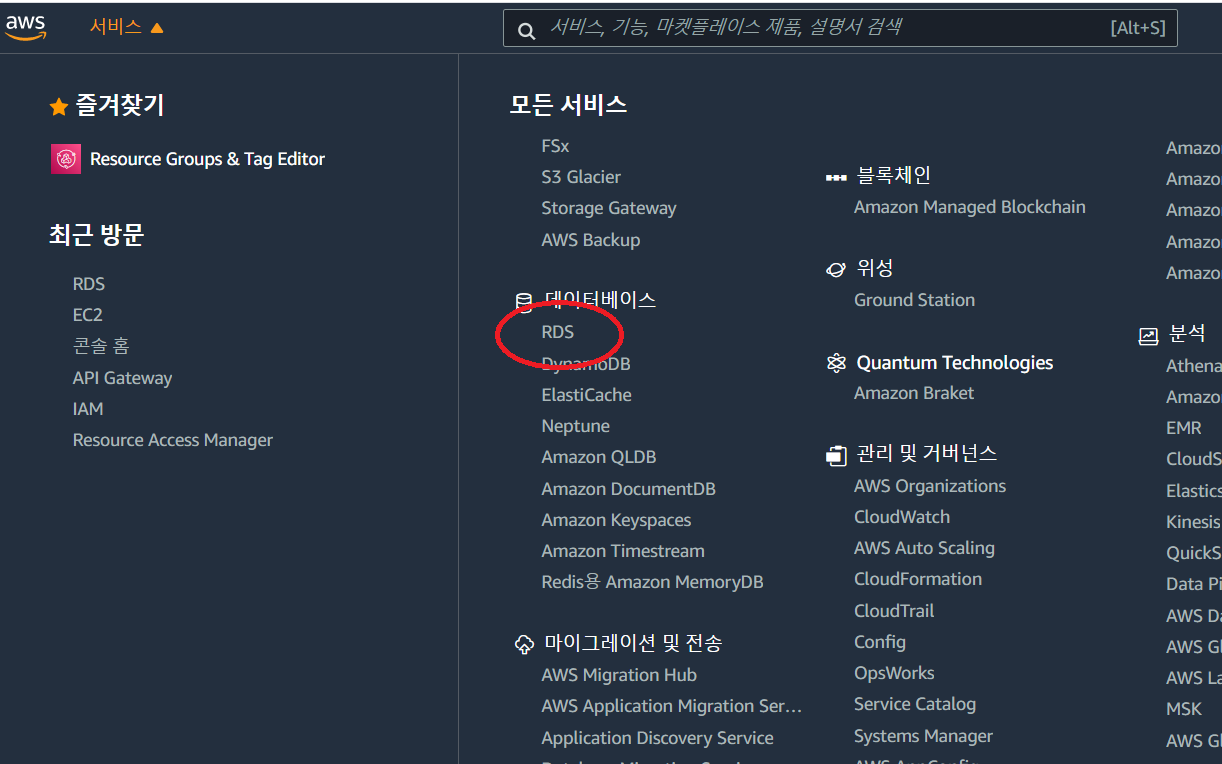 aws
서비스
서비스, 기능, 마켓플레이스 제품, 설명서 검색
[Alt+S]
즐겨찾기
Resource Groups & Tag Editor
최근 방문
RDS
EC2
콘솔 홈
API Gateway
IAM
Resource Access Manager
모든 서비스
FSx
S3 Glacier
Storage Gateway
AWS Backup
데이터베이스
RDS
DynamoDB
ElastiCache
Neptune
Amazon QLDB
Amazon DocumentDB
Amazon Keyspaces
Amazon Timestream
Redis용 Amazon MemoryDB
마이그레이션 및 전송
AWS Migration Hub
AWS Application Migration Ser...
Application Discovery Service
블록체인
Amazon Managed Blockchain
위성
Ground Station
Quantum Technologies
Amazon Braket
관리 및 거버넌스
AWS Organizations
CloudWatch
AWS Auto Scaling
CloudFormation
CloudTrail
Config
OpsWorks
Service Catalog
Systems Manager
Amazo
Amazo
Amazo
Amazo
Amazo
분석
Athena
Amazo
EMR
CloudS
Elastics
Kinesis
QuickS
Data Pi
AWS Da
AWS Gl
AWS La
MSK
AWS Gl